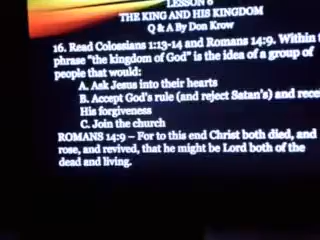 LESSON 6
THE KING AND HIS KINGDOM
Q & A By Don Krow
16. Read Colossians 1:13-14 and Romans 14:9. Within
phrase "the kingdom of God" is the idea of a group of
people that would:
A. Ask Jesus into their hearts
B. Accept God's rule (and reject Satan's) and
His forgiveness
C. Join the church
ROMANS 14:9 – For to this end Christ both died, and
rose, and revived, that he might be Lord both of the
dead and living.